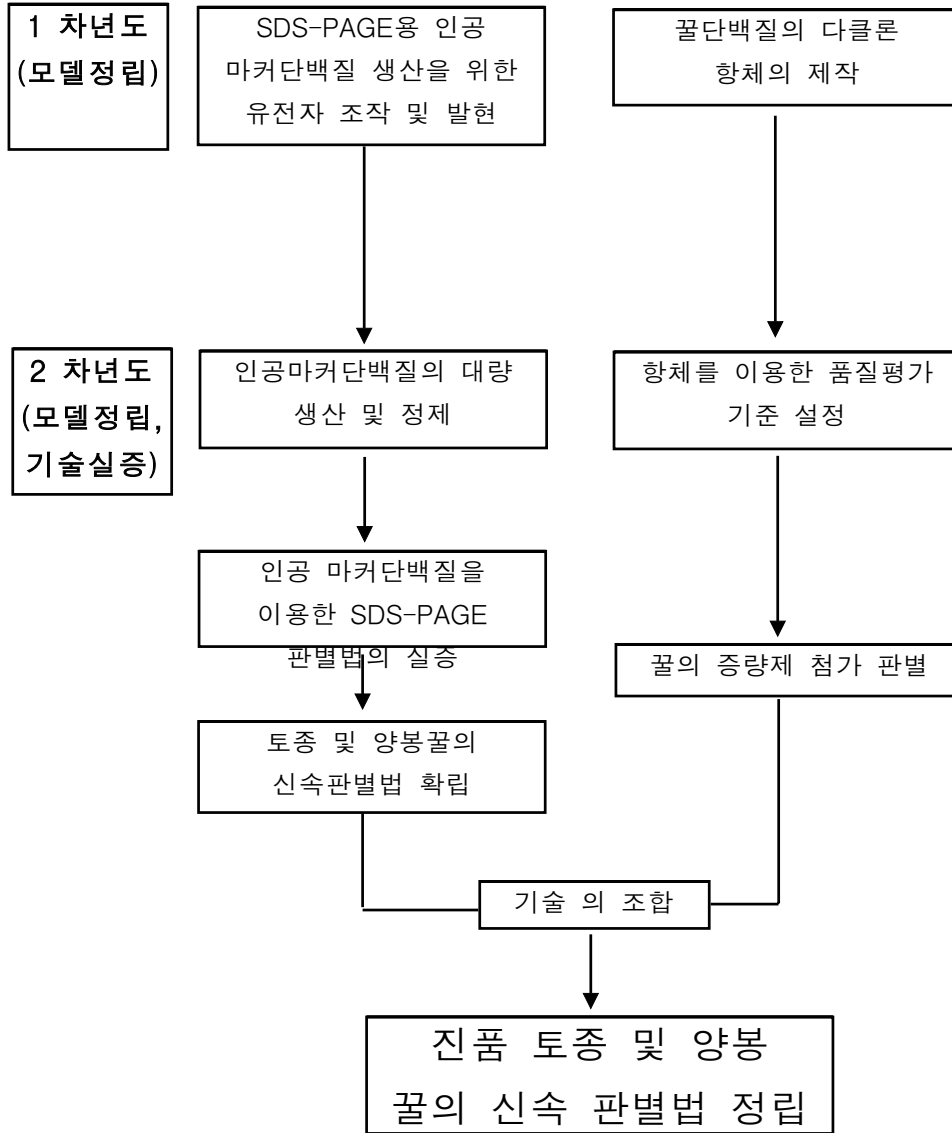 1 차년도
(모델정립)
SDS-PAGE용 인공
마커단백질 생산을 위한
유전자 조작 및 발현
꿀단백질의 다클론
항체의 제작
2 차년도
(모델정립,
기술실증)
인공마커단백질의 대량
생산 및 정제
항체를 이용한 품질평가
기준 설정
인공 마커단백질을
이용한 SDS-PAGE
판별법의 실증
꿀의 증량제 첨가 판별
토종 및 양봉꿀의
신속판별법 확립
기술 의 조합
진품 토종 및 양봉
꿀의 신속 판별법 정립